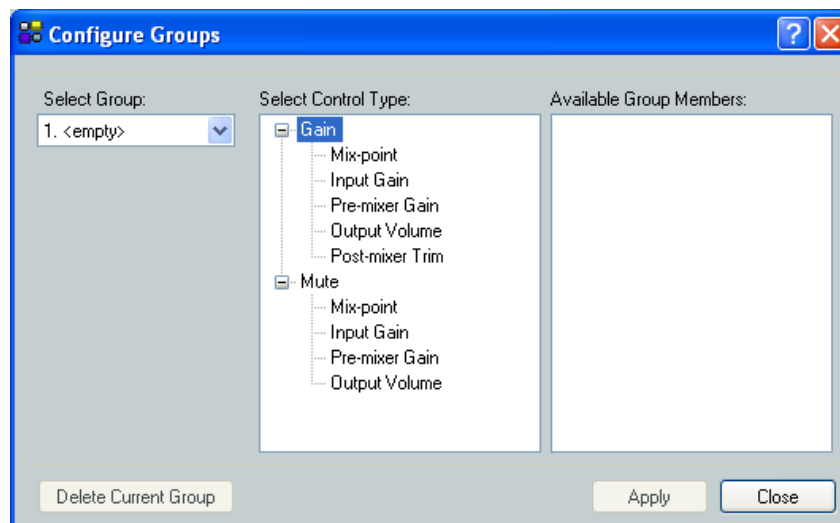 Configure Groups
?
Select Group:
1. <empty>
Select Control Type:
Gain
Mix-point
Input Gain
Pre-mixer Gain
Output Volume
Post-mixer Trim
Mute
Mix-point
Input Gain
Pre-mixer Gain
Output Volume
Available Group Members:
Delete Current Group
Apply
Close